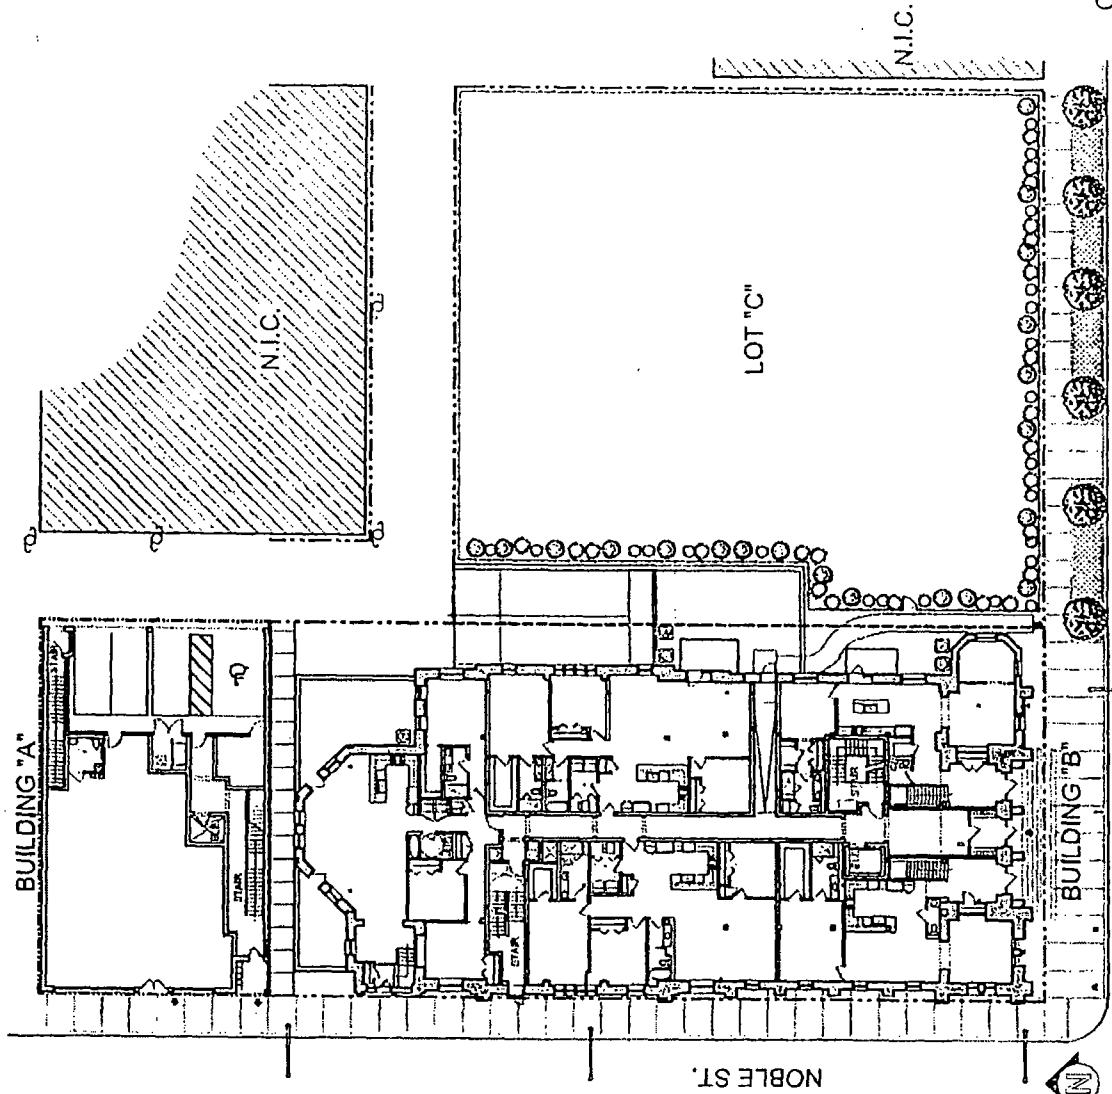 N.I.C.
N.I.C.
LOT "C"
BUILDING "A"
STAIR
STAIR
STAIR
STAIR
BUILDING "B"
NOBLE ST.
N